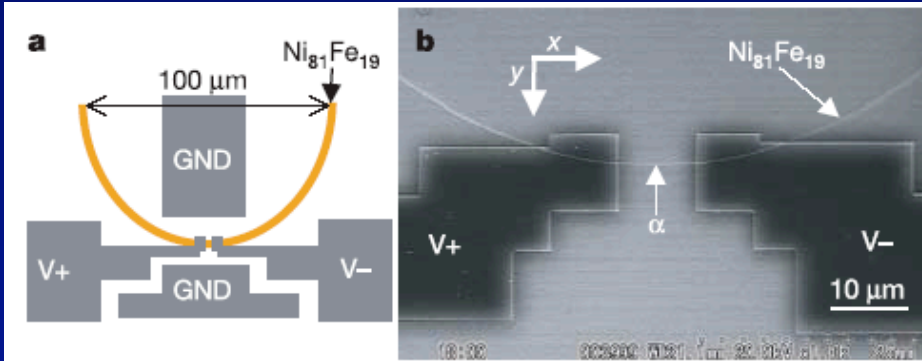 a
Ni81Fe19
100 μm
GND
V+
V–
GND
b
x
y
Ni81Fe19
α
V+
V–
10 μm